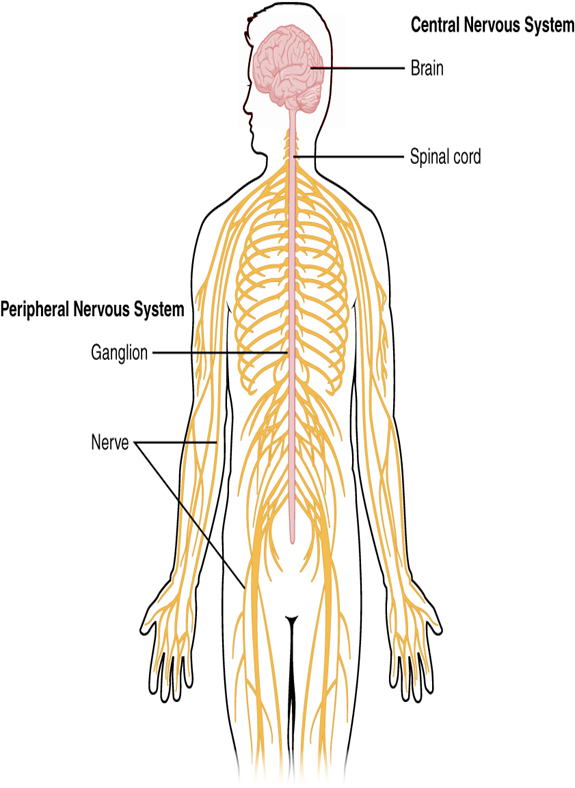 Central Nervous System
Brain
Spinal cord
Peripheral Nervous System
Ganglion
Nerve